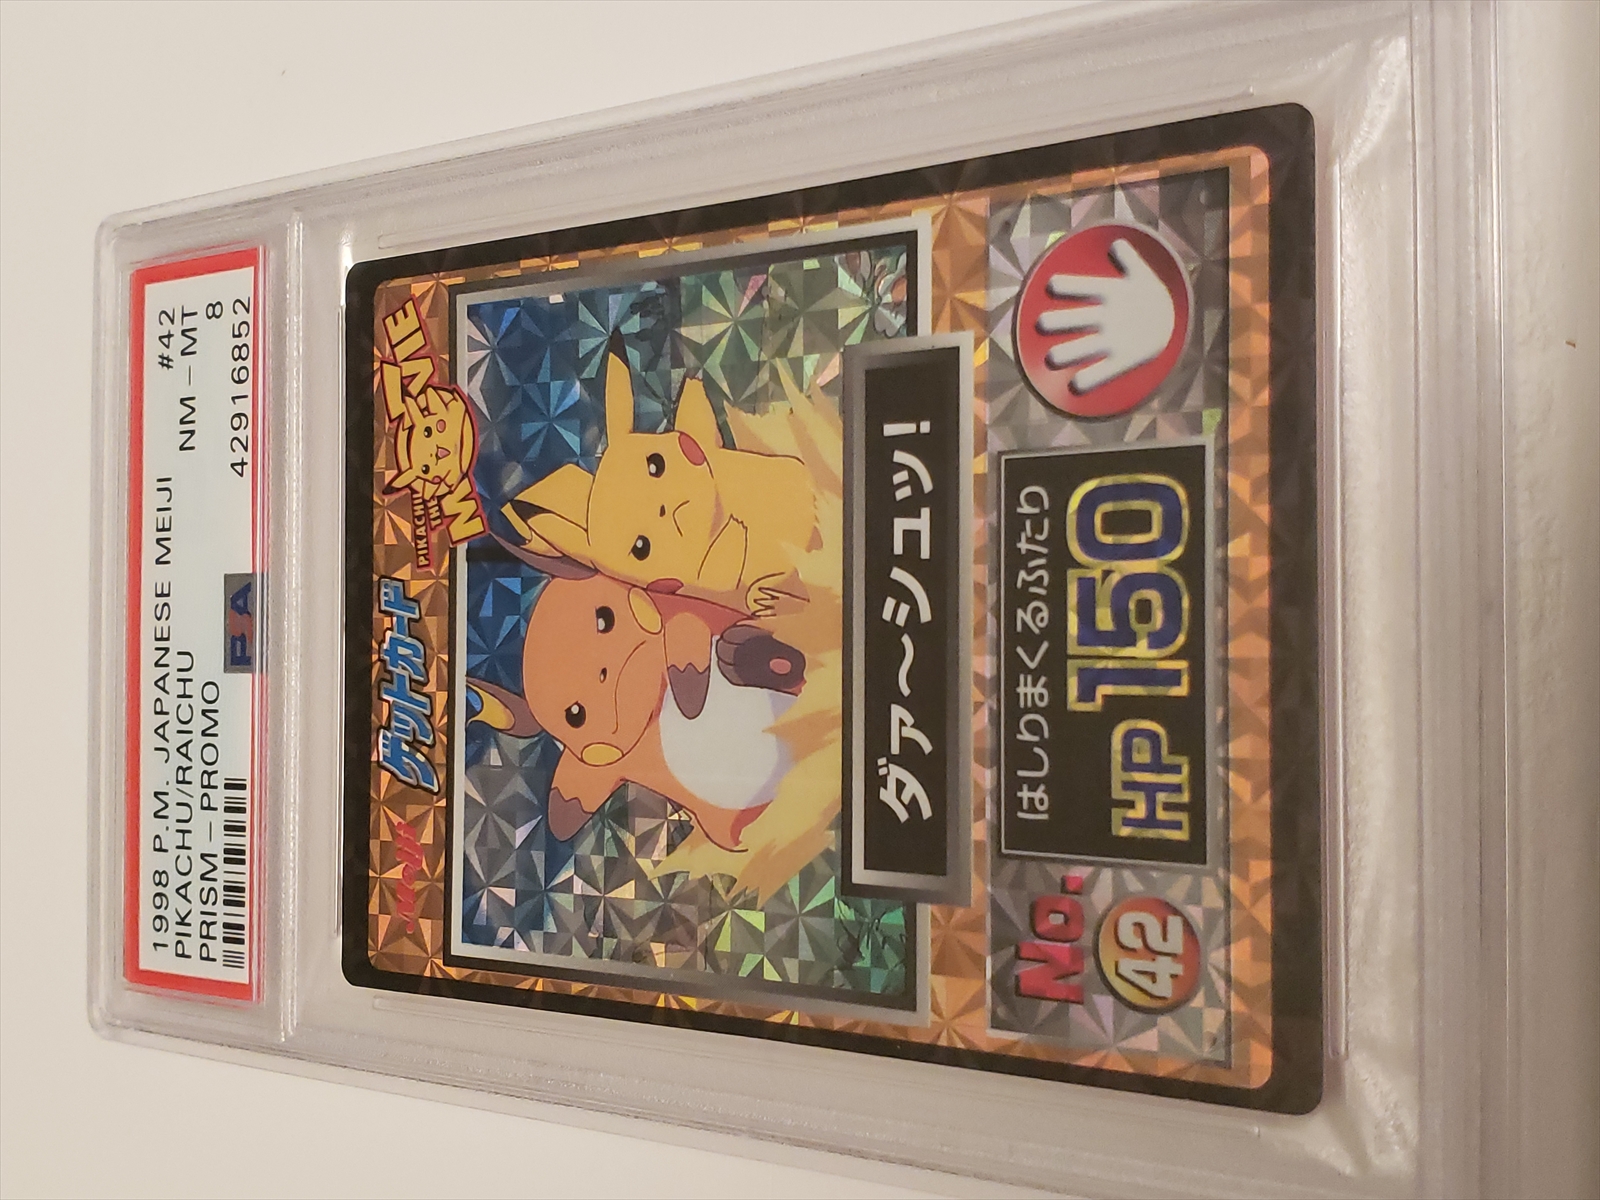 1998 P.M. JAPANESE MEIJI #42
PIKACHU/RAICHU NM-MT
PRISM-PROMO 8
42916852
PSA
Meiji
ゲットカード
PIKACHU
THE
MOVIE
ダァ〜シュッ!
No.
42
はしりまくるふたり
HP 150